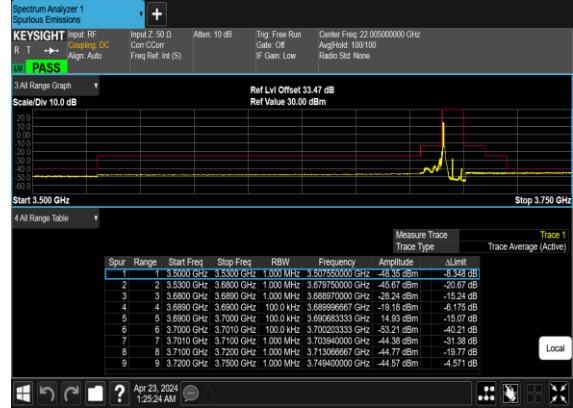 Spectrum Analyzer 1
Spurious Emissions
+
KEYSIGHT Input: RF Input Z: 50 Ω Atten: 10 dB Trig: Free Run Center Freq: 22.005000000 GHz
R T Coupling: DC Corr CCorr Gate: Off Avg|Hold: 100/100
Align: Auto Freq Ref: Int (S) IF Gain: Low Radio Std: None
PASS
3 All Range Graph Ref Lvl Offset 33.47 dB
Scale/Div 10.0 dB Ref Value 30.00 dBm
20.0
10.0
0.00
-10.0
-20.0
-30.0
-40.0
-50.0
-60.0
Start 3.500 GHz Stop 3.750 GHz
4 All Range Table
Measure Trace Trace 1
Trace Type Trace Average (Active)
Spur Range Start Freq Stop Freq RBW Frequency Amplitude ΔLimit
1 1 3.5000 GHz 3.5300 GHz 1.000 MHz 3.507550000 GHz -48.35 dBm -8.348 dB
2 2 3.5300 GHz 3.6800 GHz 1.000 MHz 3.679750000 GHz -45.67 dBm -20.67 dB
3 3 3.6800 GHz 3.6890 GHz 1.000 MHz 3.688970000 GHz -28.24 dBm -15.24 dB
4 4 3.6890 GHz 3.6900 GHz 100.0 kHz 3.689996667 GHz -19.18 dBm -6.175 dB
5 5 3.6900 GHz 3.7000 GHz 100.0 kHz 3.690683333 GHz 14.93 dBm -15.07 dB
6 6 3.7000 GHz 3.7010 GHz 100.0 kHz 3.700203333 GHz -53.21 dBm -40.21 dB
7 7 3.7010 GHz 3.7100 GHz 1.000 MHz 3.703940000 GHz -44.38 dBm -31.38 dB
8 8 3.7100 GHz 3.7200 GHz 1.000 MHz 3.713066667 GHz -44.77 dBm -19.77 dB
9 9 3.7200 GHz 3.7500 GHz 1.000 MHz 3.749400000 GHz -44.57 dBm -4.571 dB
Local
?
Apr 23, 2024
1:25:24 AM